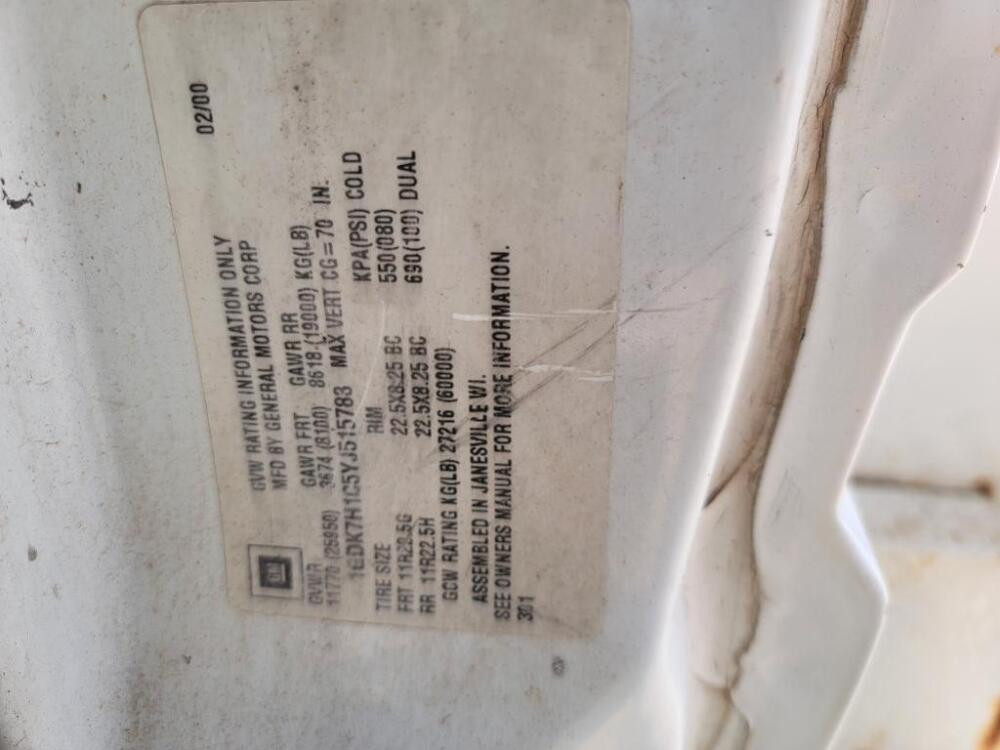 02/00
GVW RATING INFORMATION ONLY
MFD BY GENERAL MOTORS CORP
GM
GVWR GAWR FRT GAWR RR
11770 (25950) 3674 (8100) 8618 (19000) KG(LB)
1GDK7H1C5YJ515783 MAX VERT CG=70 IN.
TIRE SIZE RIM KPA(PSI) COLD
FRT 11R22.5G 22.5X8.25 BC 550(080)
RR 11R22.5H 22.5X8.25 BC 690(100) DUAL
GCW RATING KG(LB) 27216 (60000)
ASSEMBLED IN JANESVILLE WI.
SEE OWNERS MANUAL FOR MORE INFORMATION.
301